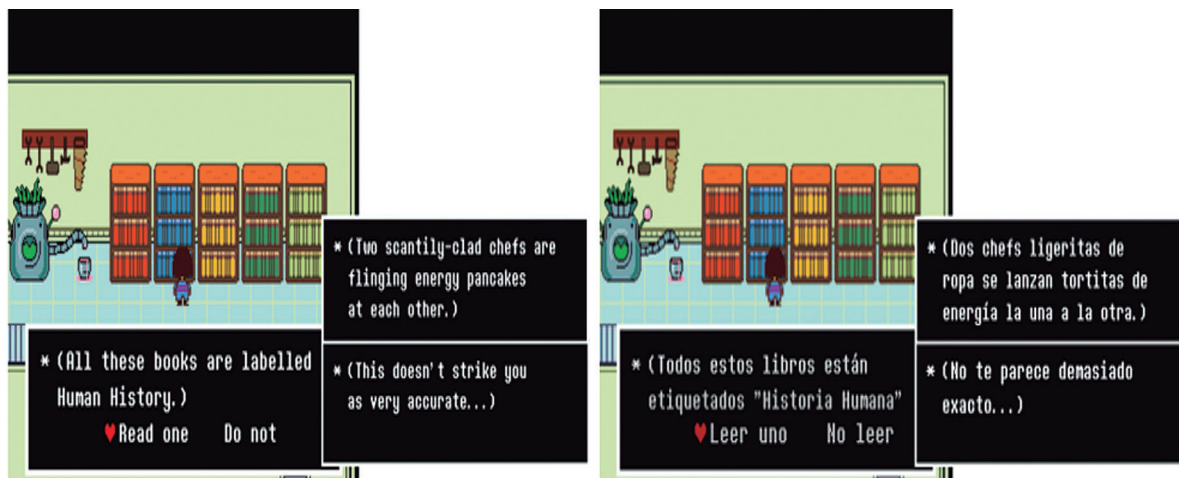 * (All these books are labelled
Human History.)
♥Read one Do not
* (Two scantily-clad chefs are
flinging energy pancakes
at each other.)
* (This doesn't strike you
as very accurate...)
* (Todos estos libros están
etiquetados "Historia Humana"
♥Leer uno No leer
* (Dos chefs ligeritas de
ropa se lanzan tortitas de
energía la una a la otra.)
* (No te parece demasiado
exacto...)